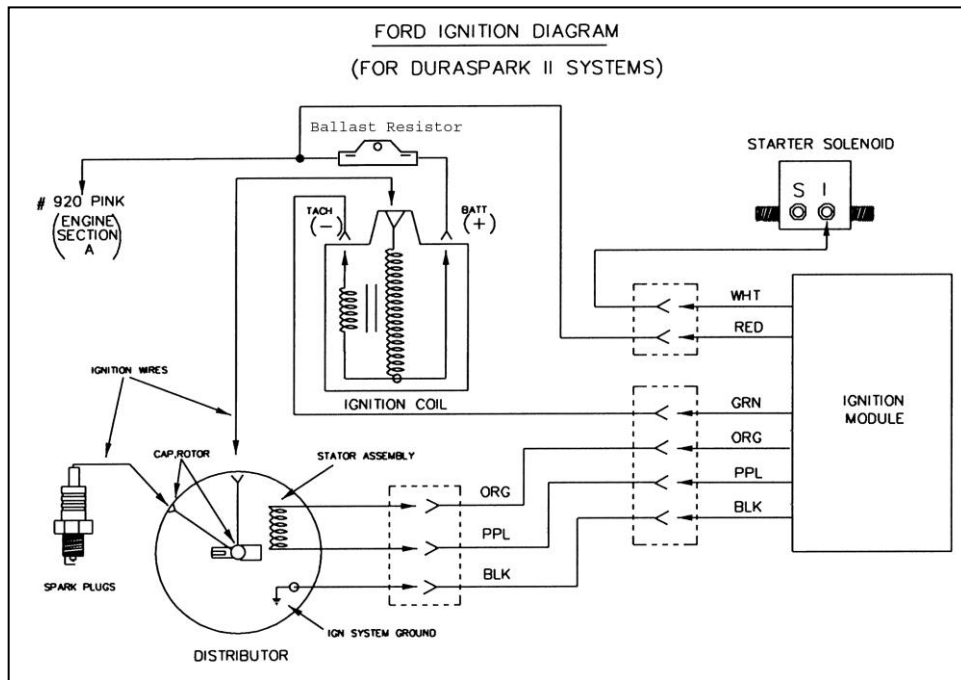 FORD IGNITION DIAGRAM
(FOR DURASPARK II SYSTEMS)
Ballast Resistor
STARTER SOLENOID
S I
# 920 PINK
(ENGINE
SECTION
A)
TACH
(-)
BATT
(+)
WHT
RED
IGNITION WIRES
IGNITION COIL
GRN
IGNITION
MODULE
CAP,ROTOR
STATOR ASSEMBLY
ORG
ORG
PPL
PPL
BLK
BLK
SPARK PLUGS
IGN SYSTEM GROUND
DISTRIBUTOR